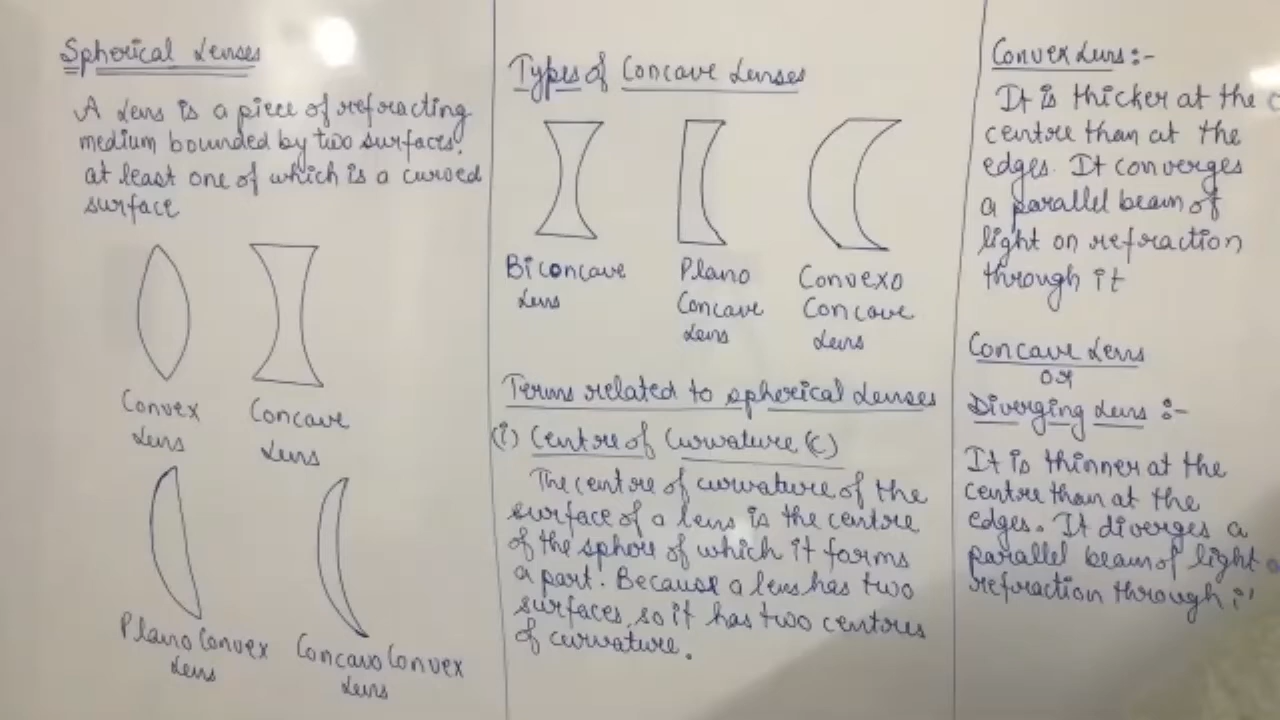 Spherical Lenses
A Lens is a piece of refracting
medium bounded by two surfaces,
at least one of which is a curved
surface
Convex
Lens
Concave
Lens
Plano Convex
Lens
Concavo Convex
Lens
Types of Concave Lenses
Biconcave
Lens
Plano
Concave
Lens
Convexo
Concave
Lens
Terms related to spherical Lenses
(i) Centre of Curvature (C)
The centre of curvature of the
surface of a lens is the centre
of the sphere of which it forms
a part. Because a lens has two
surfaces, so it has two centres
of curvature.
Convex Lens :-
It is thicker at the
centre than at the
edges. It converges
a parallel beam of
light on refraction
through it
Concave Lens
or
Diverging Lens :-
It is thinner at the
centre than at the
edges. It diverges a
parallel beam of light
refraction through it